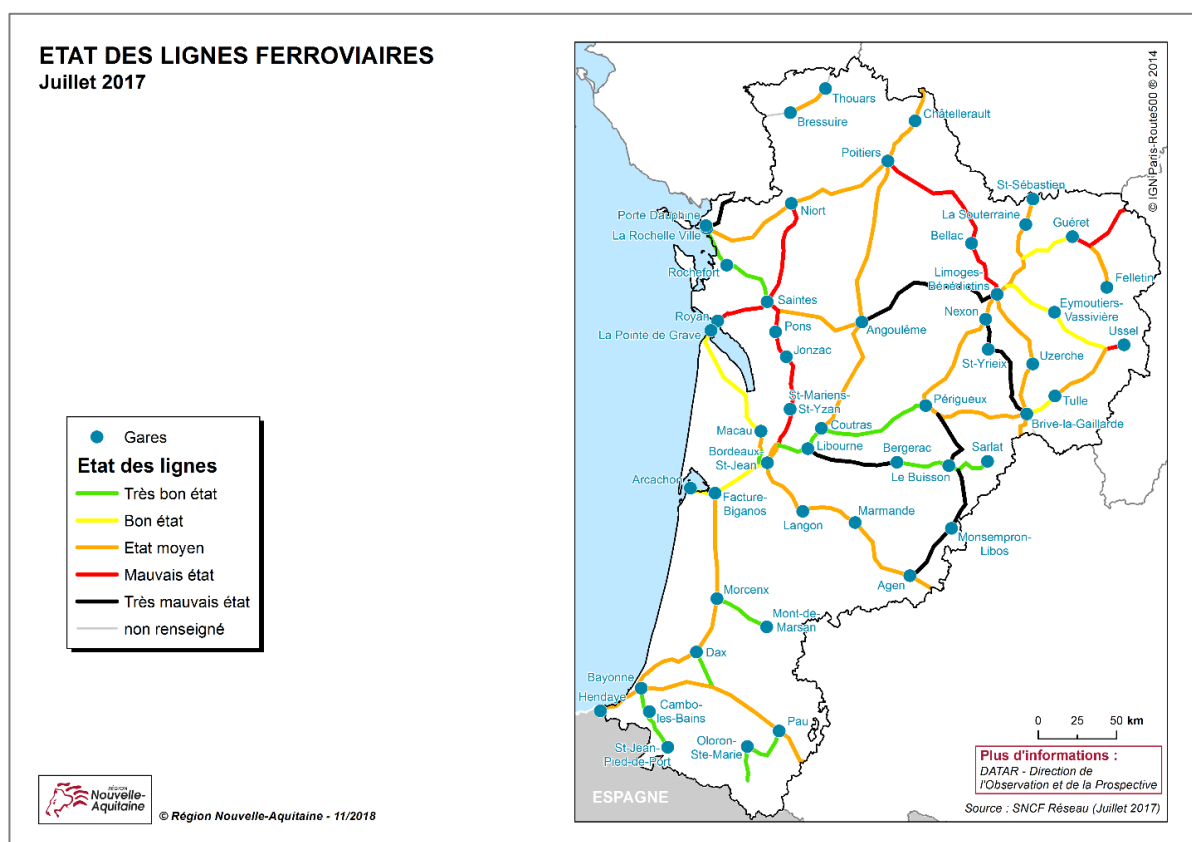 ETAT DES LIGNES FERROVIAIRES
Juillet 2017
© IGN Paris-Route500 ® 2014
Thouars
Bressuire
Châtellerault
Poitiers
St-Sébastien
Niort
La Souterraine
Guéret
Porte Dauphine
La Rochelle Ville
Bellac
Rochefort
Limoges-
Bénédictins
Felletin
Saintes
Eymoutiers-
Vassivière
Royan
Nexon
La Pointe de Grave
Pons
Angoulême
Ussel
Jonzac
St-Yrieix
Uzerche
St-Mariens-
St-Yzan
Périgueux
Tulle
Coutras
Brive-la-Gaillarde
Macau
Libourne
Bordeaux-
St-Jean
Bergerac
Sarlat
Le Buisson
Arcachon
Facture-
Biganos
Langon
Marmande
Monsempron-
Libos
Agen
Morcenx
Mont-de-
Marsan
Dax
Bayonne
Hendaye
Cambo-
les-Bains
Pau
Oloron-
Ste-Marie
St-Jean-
Pied-de-Port
ESPAGNE
Gares
Etat des lignes
Très bon état
Bon état
Etat moyen
Mauvais état
Très mauvais état
non renseigné
0 25 50 km
Plus d'informations :
DATAR - Direction de
l'Observation et de la Prospective
Source : SNCF Réseau (Juillet 2017)
RÉGION
Nouvelle-
Aquitaine
© Région Nouvelle-Aquitaine - 11/2018